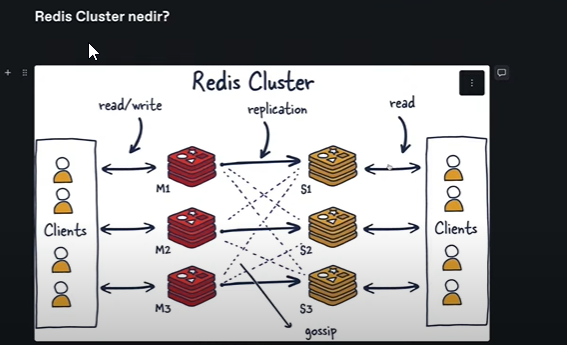 Redis Cluster nedir?
Redis Cluster
read/write
replication
read
M1
S1
Clients
Clients
M2
S2
M3
S3
gossip